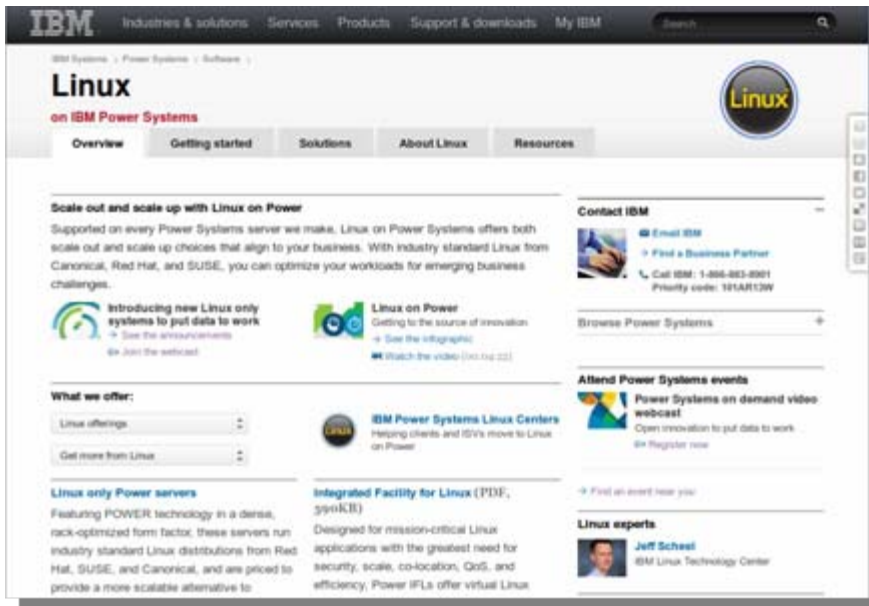 IBM
Industries & solutions Services Products Support & downloads My IBM Search
IBM Systems > Power Systems > Software >
Linux
on IBM Power Systems
Linux
Overview Getting started Solutions About Linux Resources
Scale out and scale up with Linux on Power
Supported on every Power Systems server we make, Linux on Power Systems offers both
scale out and scale up choices that align to your business. With industry standard Linux from
Canonical, Red Hat, and SUSE, you can optimize your workloads for emerging business
challenges.
Introducing new Linux only
systems to put data to work
See the announcements
Join the webcast
Linux on Power
Getting to the source of innovation
See the infographic
Watch the video
What we offer:
Linux offerings
Get more from Linux
IBM Power Systems Linux Centers
Helping clients and ISVs move to Linux
on Power
Linux only Power servers
Featuring POWER technology in a dense,
rack-optimized form factor, these servers run
industry standard Linux distributions from Red
Hat, SUSE, and Canonical, and are priced to
provide a more scalable alternative to
Integrated Facility for Linux (PDF,
390KB)
Designed for mission-critical Linux
applications with the greatest need for
security, scale, co-location, QoS, and
efficiency, Power IFLs offer virtual Linux
Contact IBM
Email IBM
Find a Business Partner
Call IBM: 1-866-883-8901
Priority code: 101AR13W
Browse Power Systems
Attend Power Systems events
Power Systems on demand video
webcast
Open innovation to put data to work
Register now
Find an event near you
Linux experts
Jeff Scheel
IBM Linux Technology Center